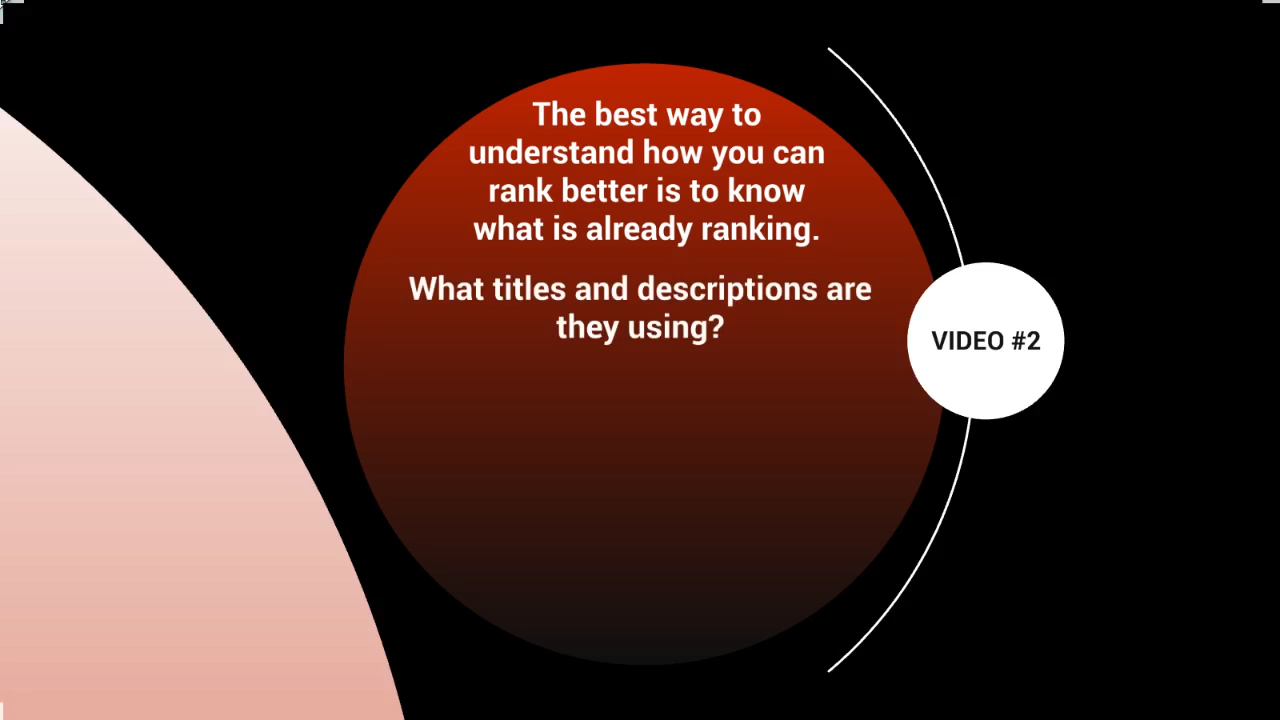 The best way to
understand how you can
rank better is to know
what is already ranking.
What titles and descriptions are
they using?
VIDEO #2